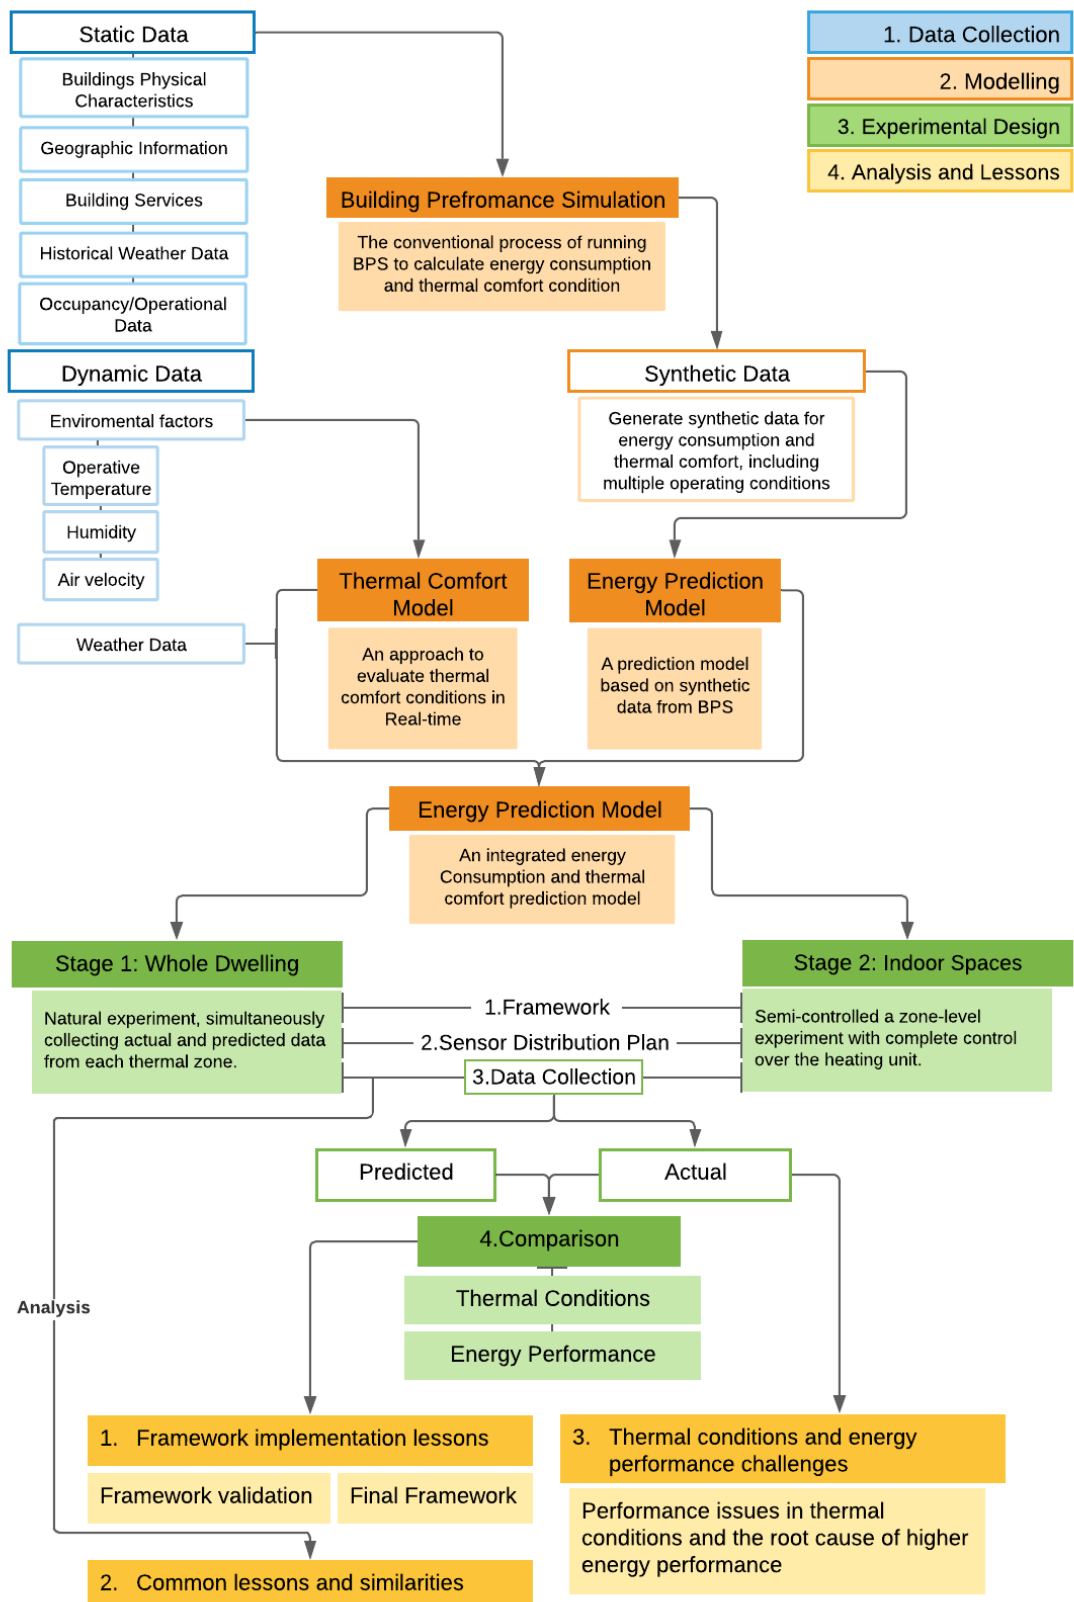 Static Data
Buildings Physical
Characteristics
Geographic Information
Building Services
Historical Weather Data
Occupancy/Operational
Data
1. Data Collection
2. Modelling
3. Experimental Design
4. Analysis and Lessons
Building Prefromance Simulation
The conventional process of running
BPS to calculate energy consumption
and thermal comfort condition
Dynamic Data
Enviromental factors
Operative
Temperature
Humidity
Air velocity
Weather Data
Synthetic Data
Generate synthetic data for
energy consumption and
thermal comfort, including
multiple operating conditions
Thermal Comfort
Model
An approach to
evaluate thermal
comfort conditions in
Real-time
Energy Prediction
Model
A prediction model
based on synthetic
data from BPS
Energy Prediction Model
An integrated energy
Consumption and thermal
comfort prediction model
Stage 1: Whole Dwelling
Natural experiment, simultaneously
collecting actual and predicted data
from each thermal zone.
Stage 2: Indoor Spaces
Semi-controlled a zone-level
experiment with complete control
over the heating unit.
1.Framework
2.Sensor Distribution Plan
3.Data Collection
Predicted
Actual
4.Comparison
Thermal Conditions
Energy Performance
Analysis
1. Framework implementation lessons
Framework validation
Final Framework
2. Common lessons and similarities
3. Thermal conditions and energy
performance challenges
Performance issues in thermal
conditions and the root cause of higher
energy performance